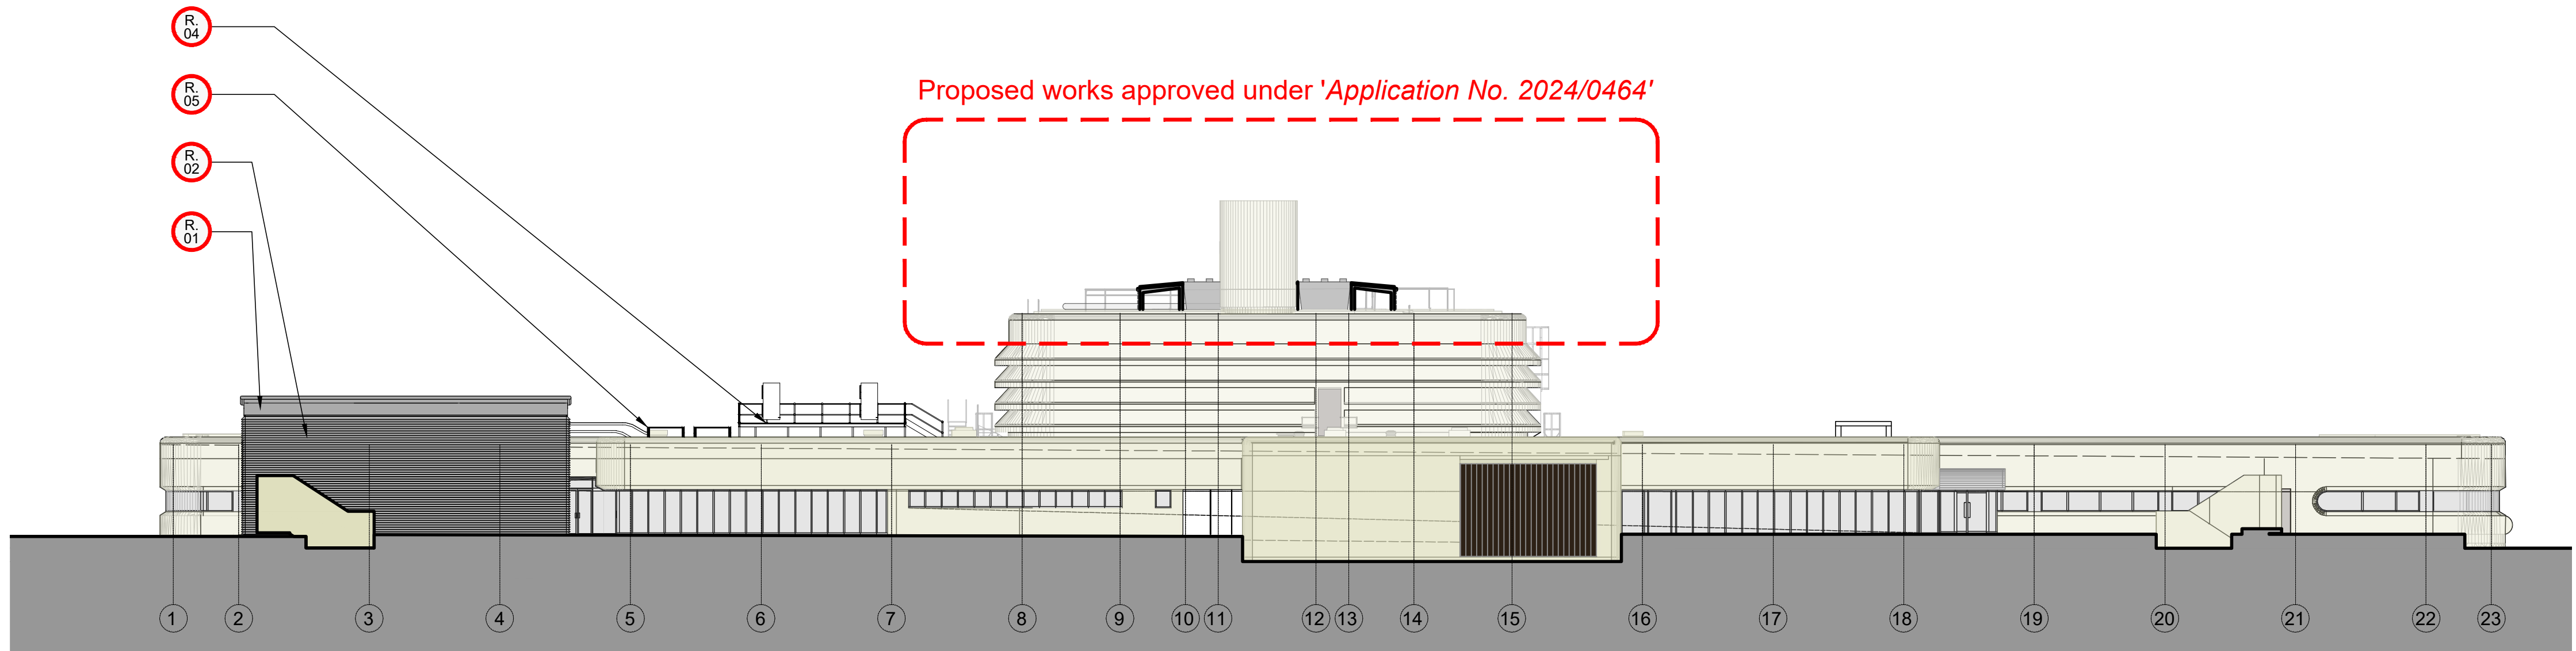 R.
04
R.
05
Proposed works approved under 'Application No. 2024/0464'
R.
02
R.
01
1 2 3 4 5 6 7 8 9 10 11 12 13 14 15 16 17 18 19 20 21 22 23